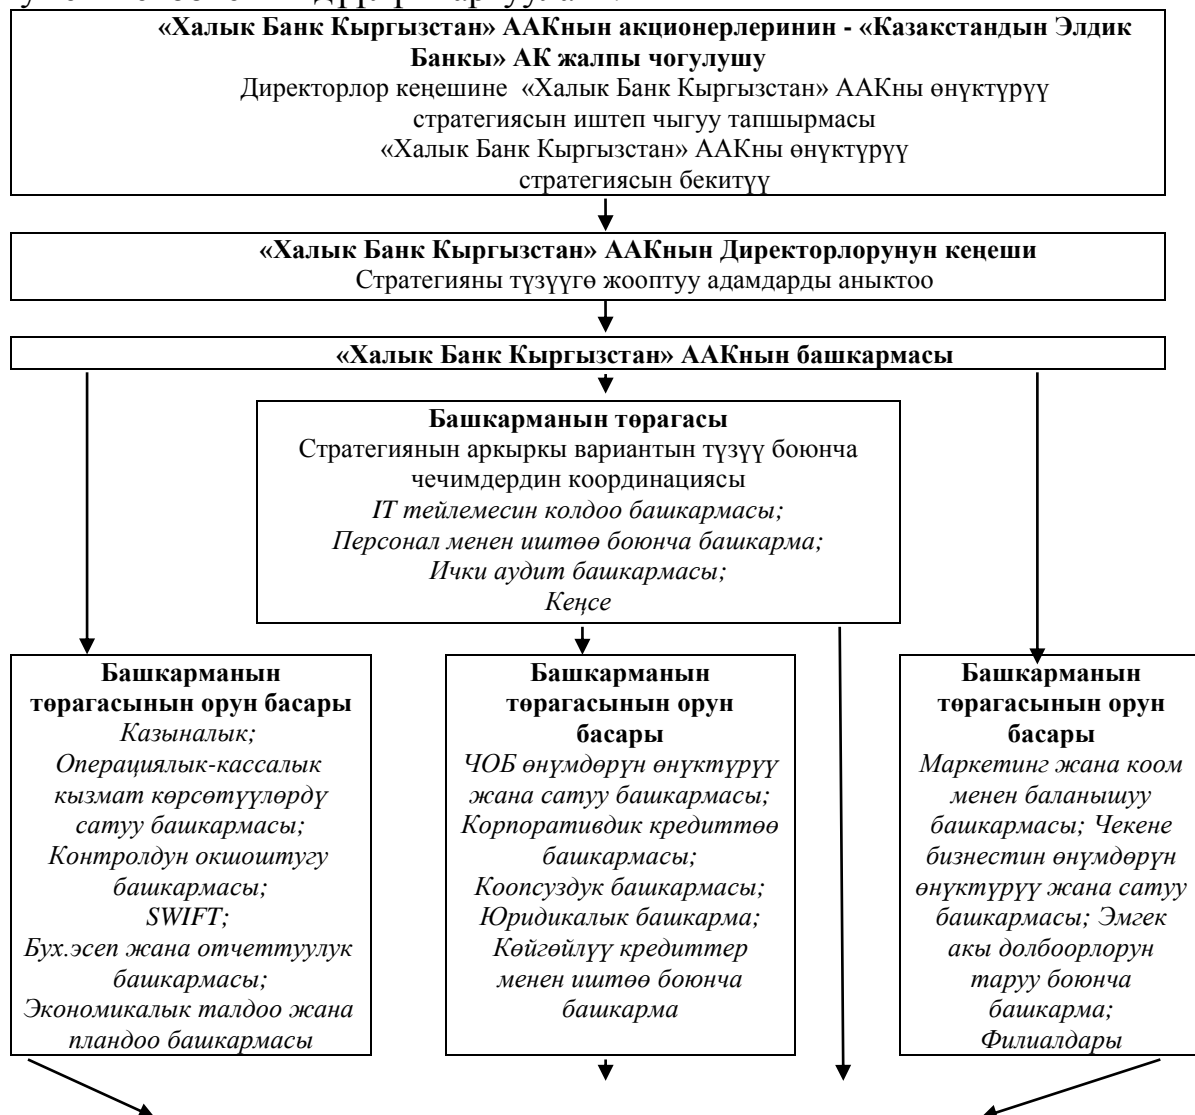 «Халык Банк Кыргызстан» ААКнын акционерлеринин - «Казакстандын Элдик
Банкы» АК жалпы чогулушу
Директорлор кеңешине «Халык Банк Кыргызстан» ААКны өнүктүрүү
стратегиясын иштеп чыгуу тапшырмасы
«Халык Банк Кыргызстан» ААКны өнүктүрүү
стратегиясын бекитүү
«Халык Банк Кыргызстан» ААКнын Директорлорунун кеңеши
Стратегияны түзүүгө жооптуу адамдарды аныктоо
«Халык Банк Кыргызстан» ААКнын башкармасы
Башкарманын төрагасы
Стратегиянын аркыркы вариантын түзүү боюнча
чечимдердин координациясы
IT тейлемесин колдоо башкармасы;
Персонал менен иштөө боюнча башкарма;
Ички аудит башкармасы;
Кеңсе
Башкарманын
төрагасынын орун басары
Казыналык;
Операциялык-кассалык
кызмат көрсөтүүлөрдү
сатуу башкармасы;
Контролдун окшоштугу
башкармасы;
SWIFT;
Бух.эсеп жана отчеттуулук
башкармасы;
Экономикалык талдоо жана
пландоо башкармасы
Башкарманын
төрагасынын орун
басары
ЧОБ өнүмдөрүн өнүктүрүү
жана сатуу башкармасы;
Корпоративдик кредиттөө
башкармасы;
Коопсуздук башкармасы;
Юридикалык башкарма;
Көйгөйлүү кредиттер
менен иштөө боюнча
башкарма
Башкарманын
төрагасынын орун
басары
Маркетинг жана коом
менен баланышуу
башкармасы; Чекене
бизнестин өнүмдөрүн
өнүктүрүү жана сатуу
башкармасы; Эмгек
акы долбоорлорун
таруу боюнча
башкарма;
Филиалдары